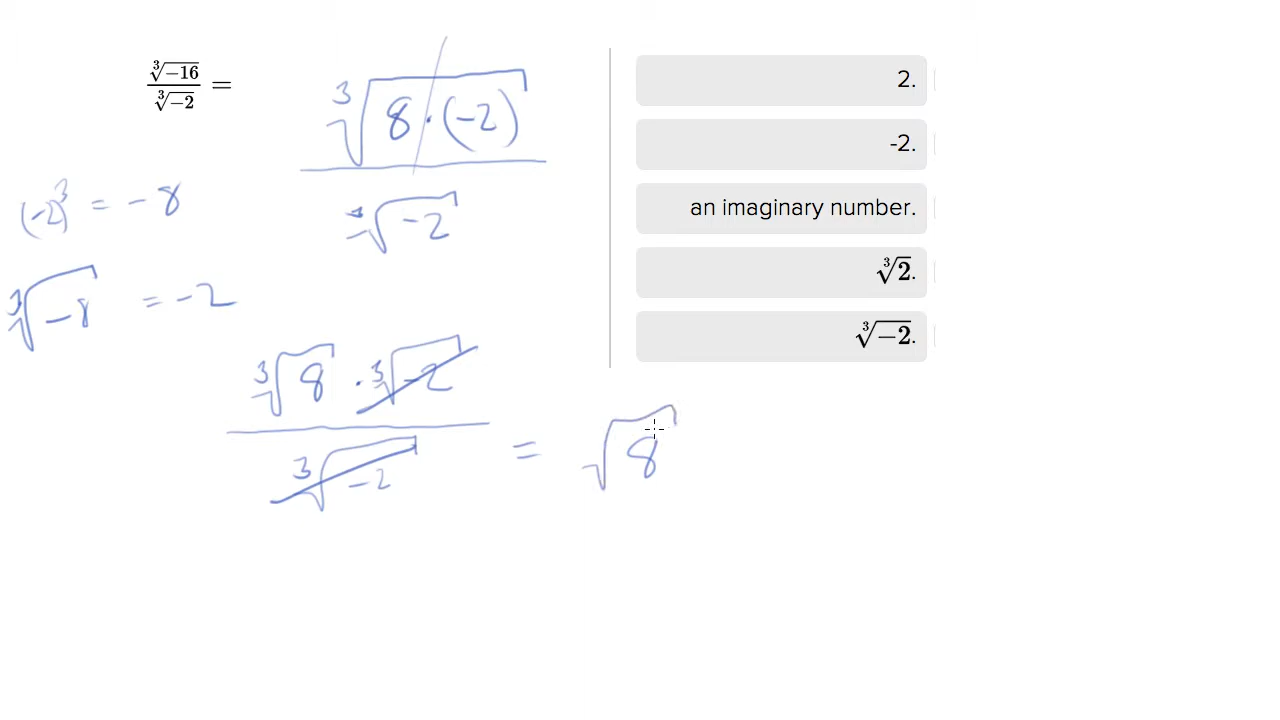 ∛-16 / ∛-2 =
∛(8 · (-2))
∛-2
(-2)³ = -8
∛-8 = -2
∛8 · ∛-2
∛-2
= √8
2.
-2.
an imaginary number.
∛2.
∛-2.